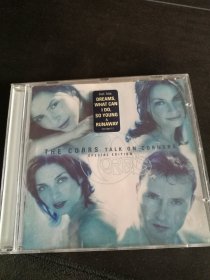 DREAMS,
WHAT CAN
I DO,
SO YOUNG
RUNAWAY
THE CORRS TALK ON CORNERS
SPECIAL EDITION